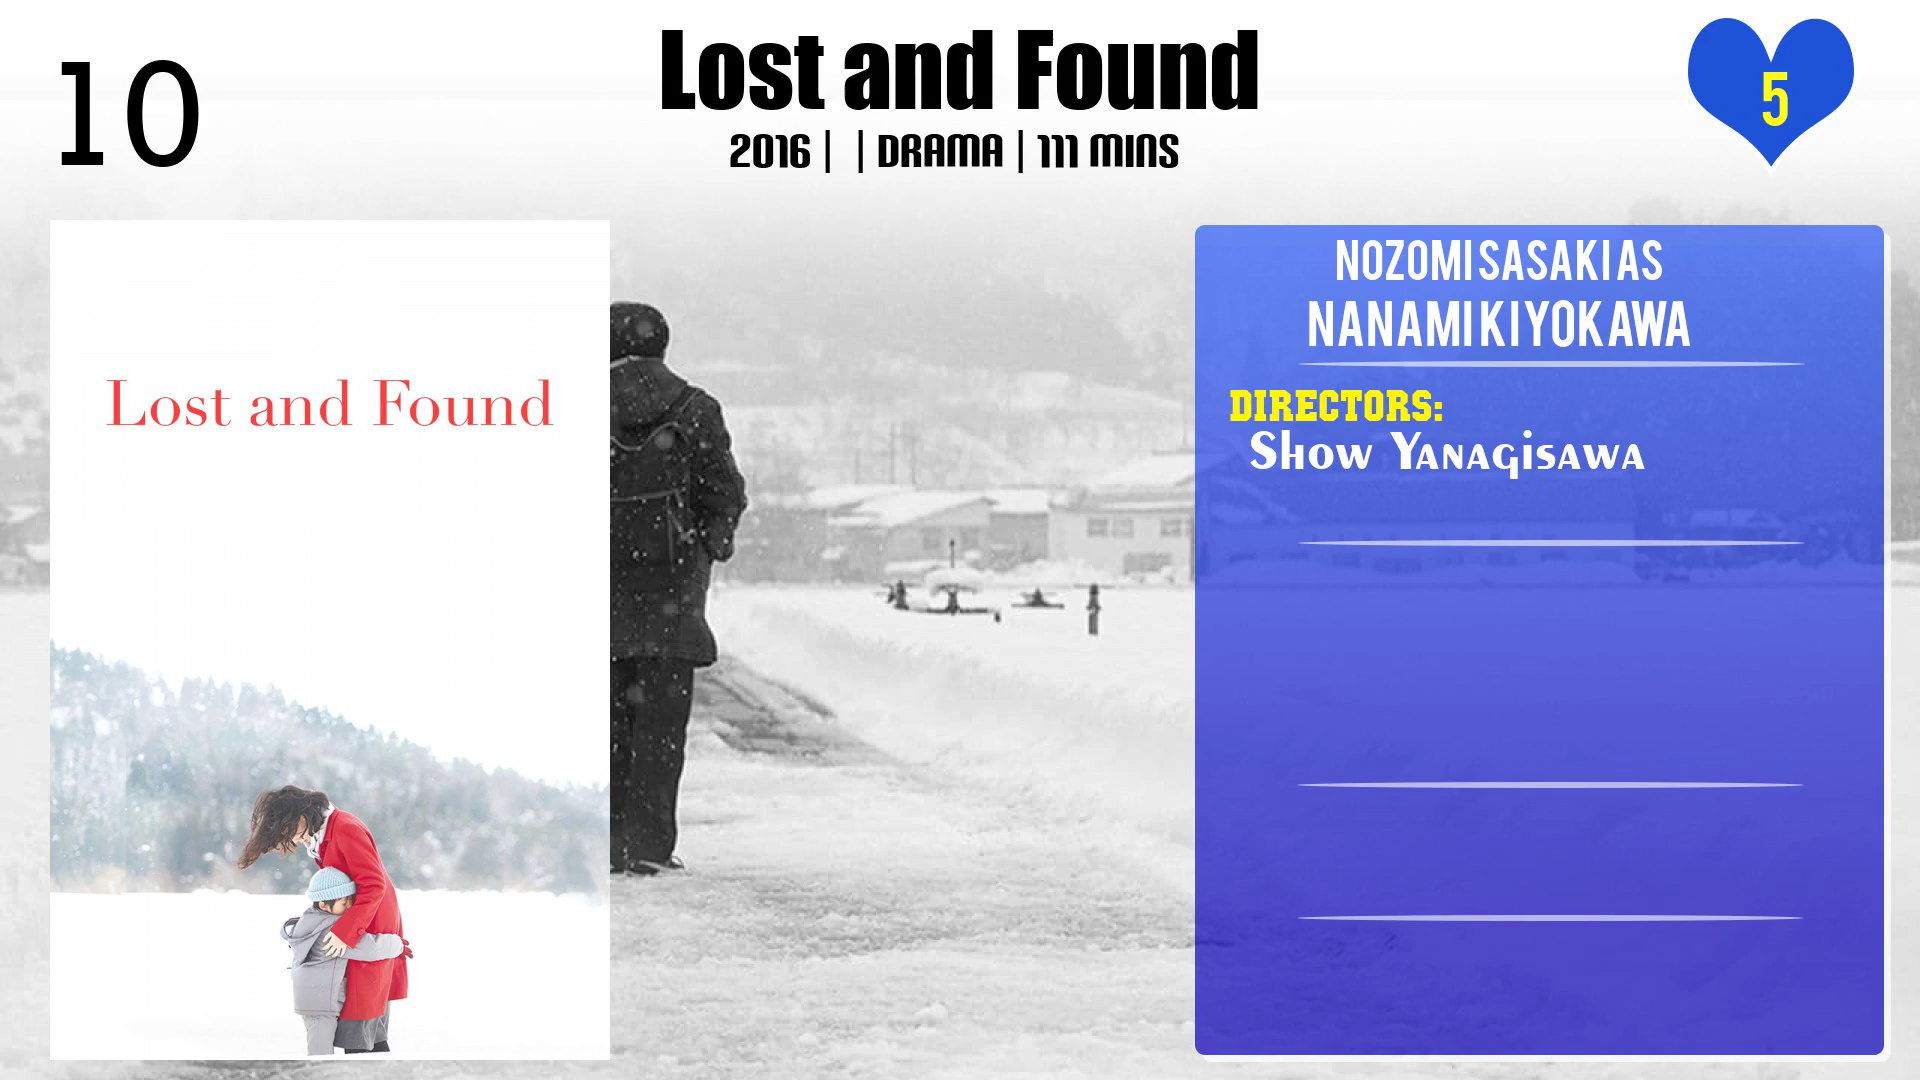 10
Lost and Found
2016 | | DRAMA | 111 MINS
5
Lost and Found
NOZOMI SASAKI AS
NANAMI KIYOKAWA
DIRECTORS:
Show Yanagisawa